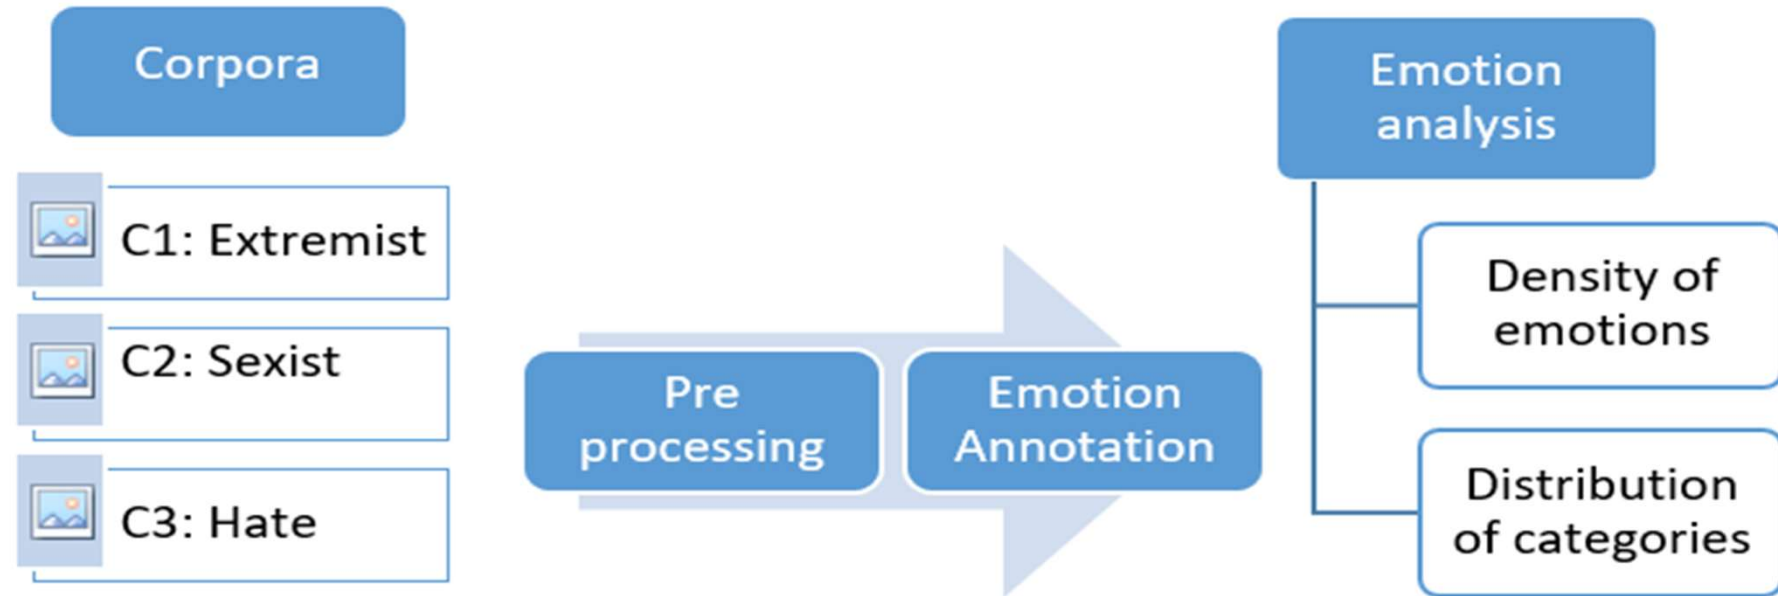 Corpora
C1: Extremist
C2: Sexist
C3: Hate
Pre
processing
Emotion
Annotation
Emotion
analysis
Density of
emotions
Distribution
of categories